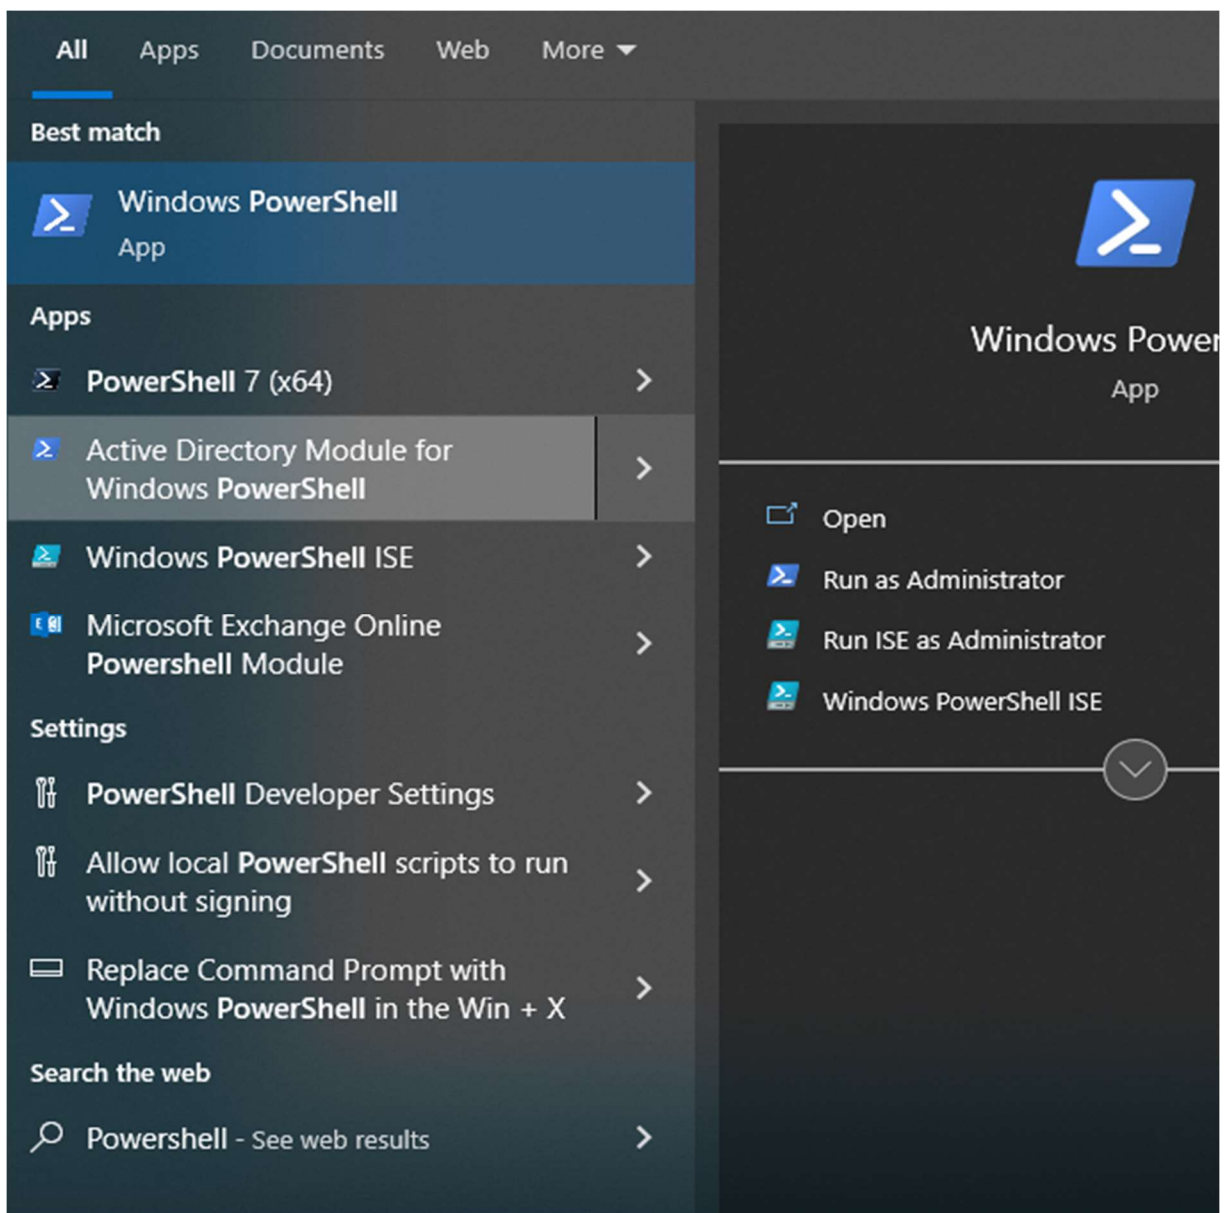 All Apps Documents Web More
Best match
Windows PowerShell
App
Apps
PowerShell 7 (x64)
Active Directory Module for
Windows PowerShell
Windows PowerShell ISE
Microsoft Exchange Online
Powershell Module
Settings
PowerShell Developer Settings
Allow local PowerShell scripts to run
without signing
Replace Command Prompt with
Windows PowerShell in the Win + X
Search the web
Powershell - See web results
Windows Power
App
Open
Run as Administrator
Run ISE as Administrator
Windows PowerShell ISE